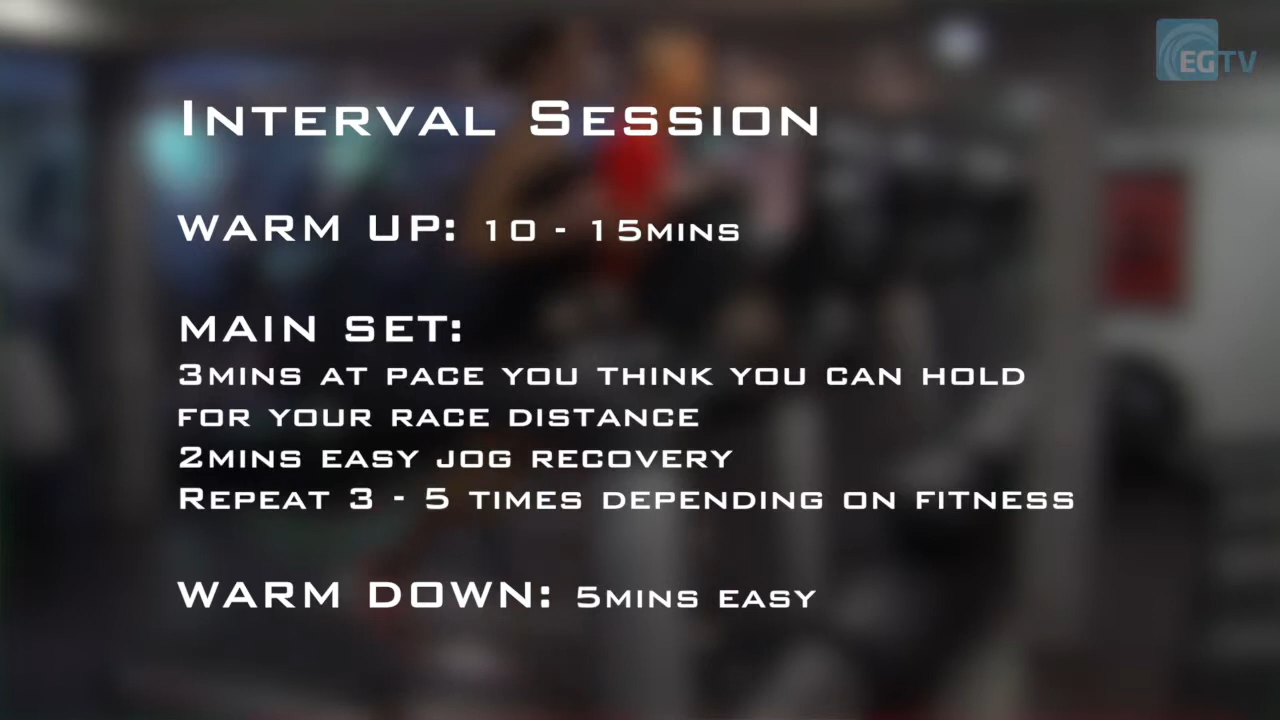 EGTV
Interval Session
WARM UP: 10 - 15MINS
MAIN SET:
3MINS AT PACE YOU THINK YOU CAN HOLD
FOR YOUR RACE DISTANCE
2MINS EASY JOG RECOVERY
REPEAT 3 - 5 TIMES DEPENDING ON FITNESS
WARM DOWN: 5MINS EASY